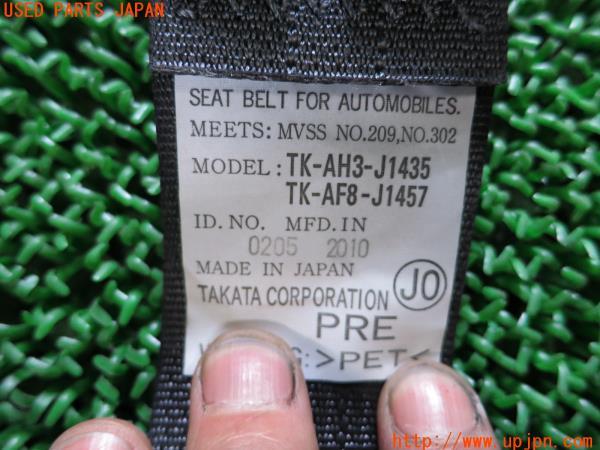 USED PARTS JAPAN
SEAT BELT FOR AUTOMOBILES.
MEETS: MVSS NO.209,NO.302
MODEL: TK-AH3-J1435
TK-AF8-J1457
ID.NO. MFD.IN
0205 2010
MADE IN JAPAN
TAKATA CORPORATION JO
PRE
:>PET<
http://www.upjpn.com